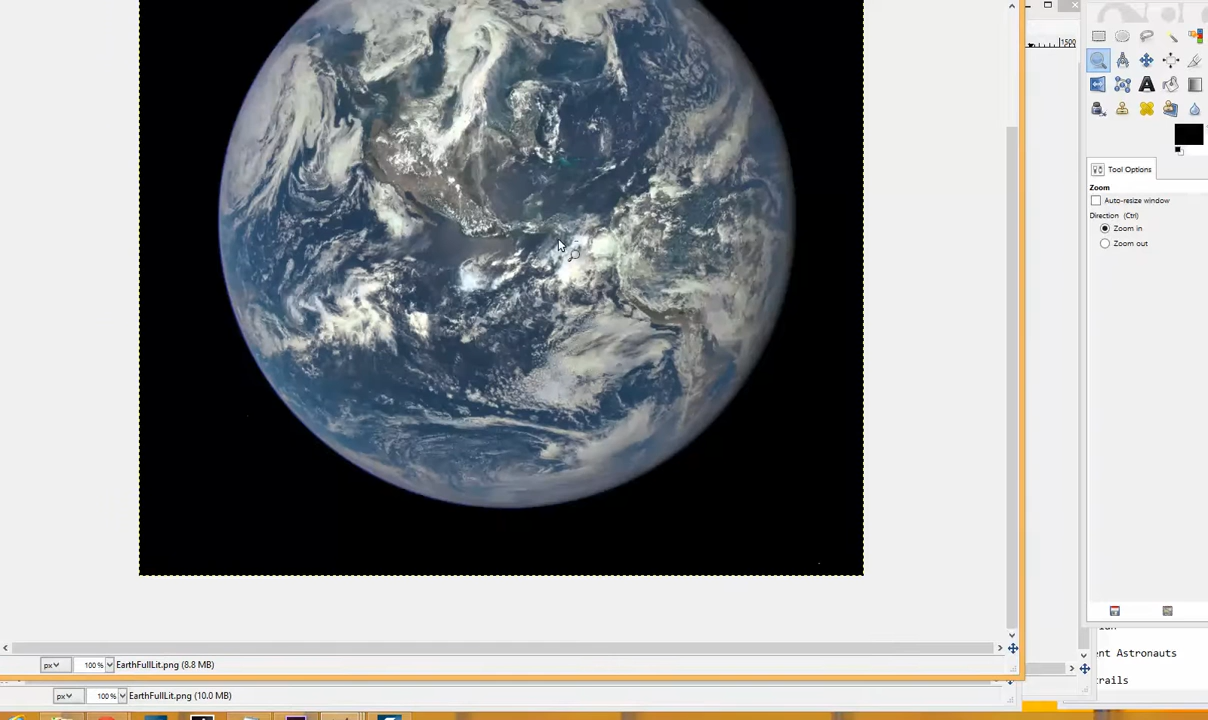 1500
Tool Options
Zoom
Auto-resize window
Direction (Ctrl)
Zoom in
Zoom out
ent Astronauts
trails
px
100 %
EarthFullLit.png (8.8 MB)
px
100 %
EarthFullLit.png (10.0 MB)